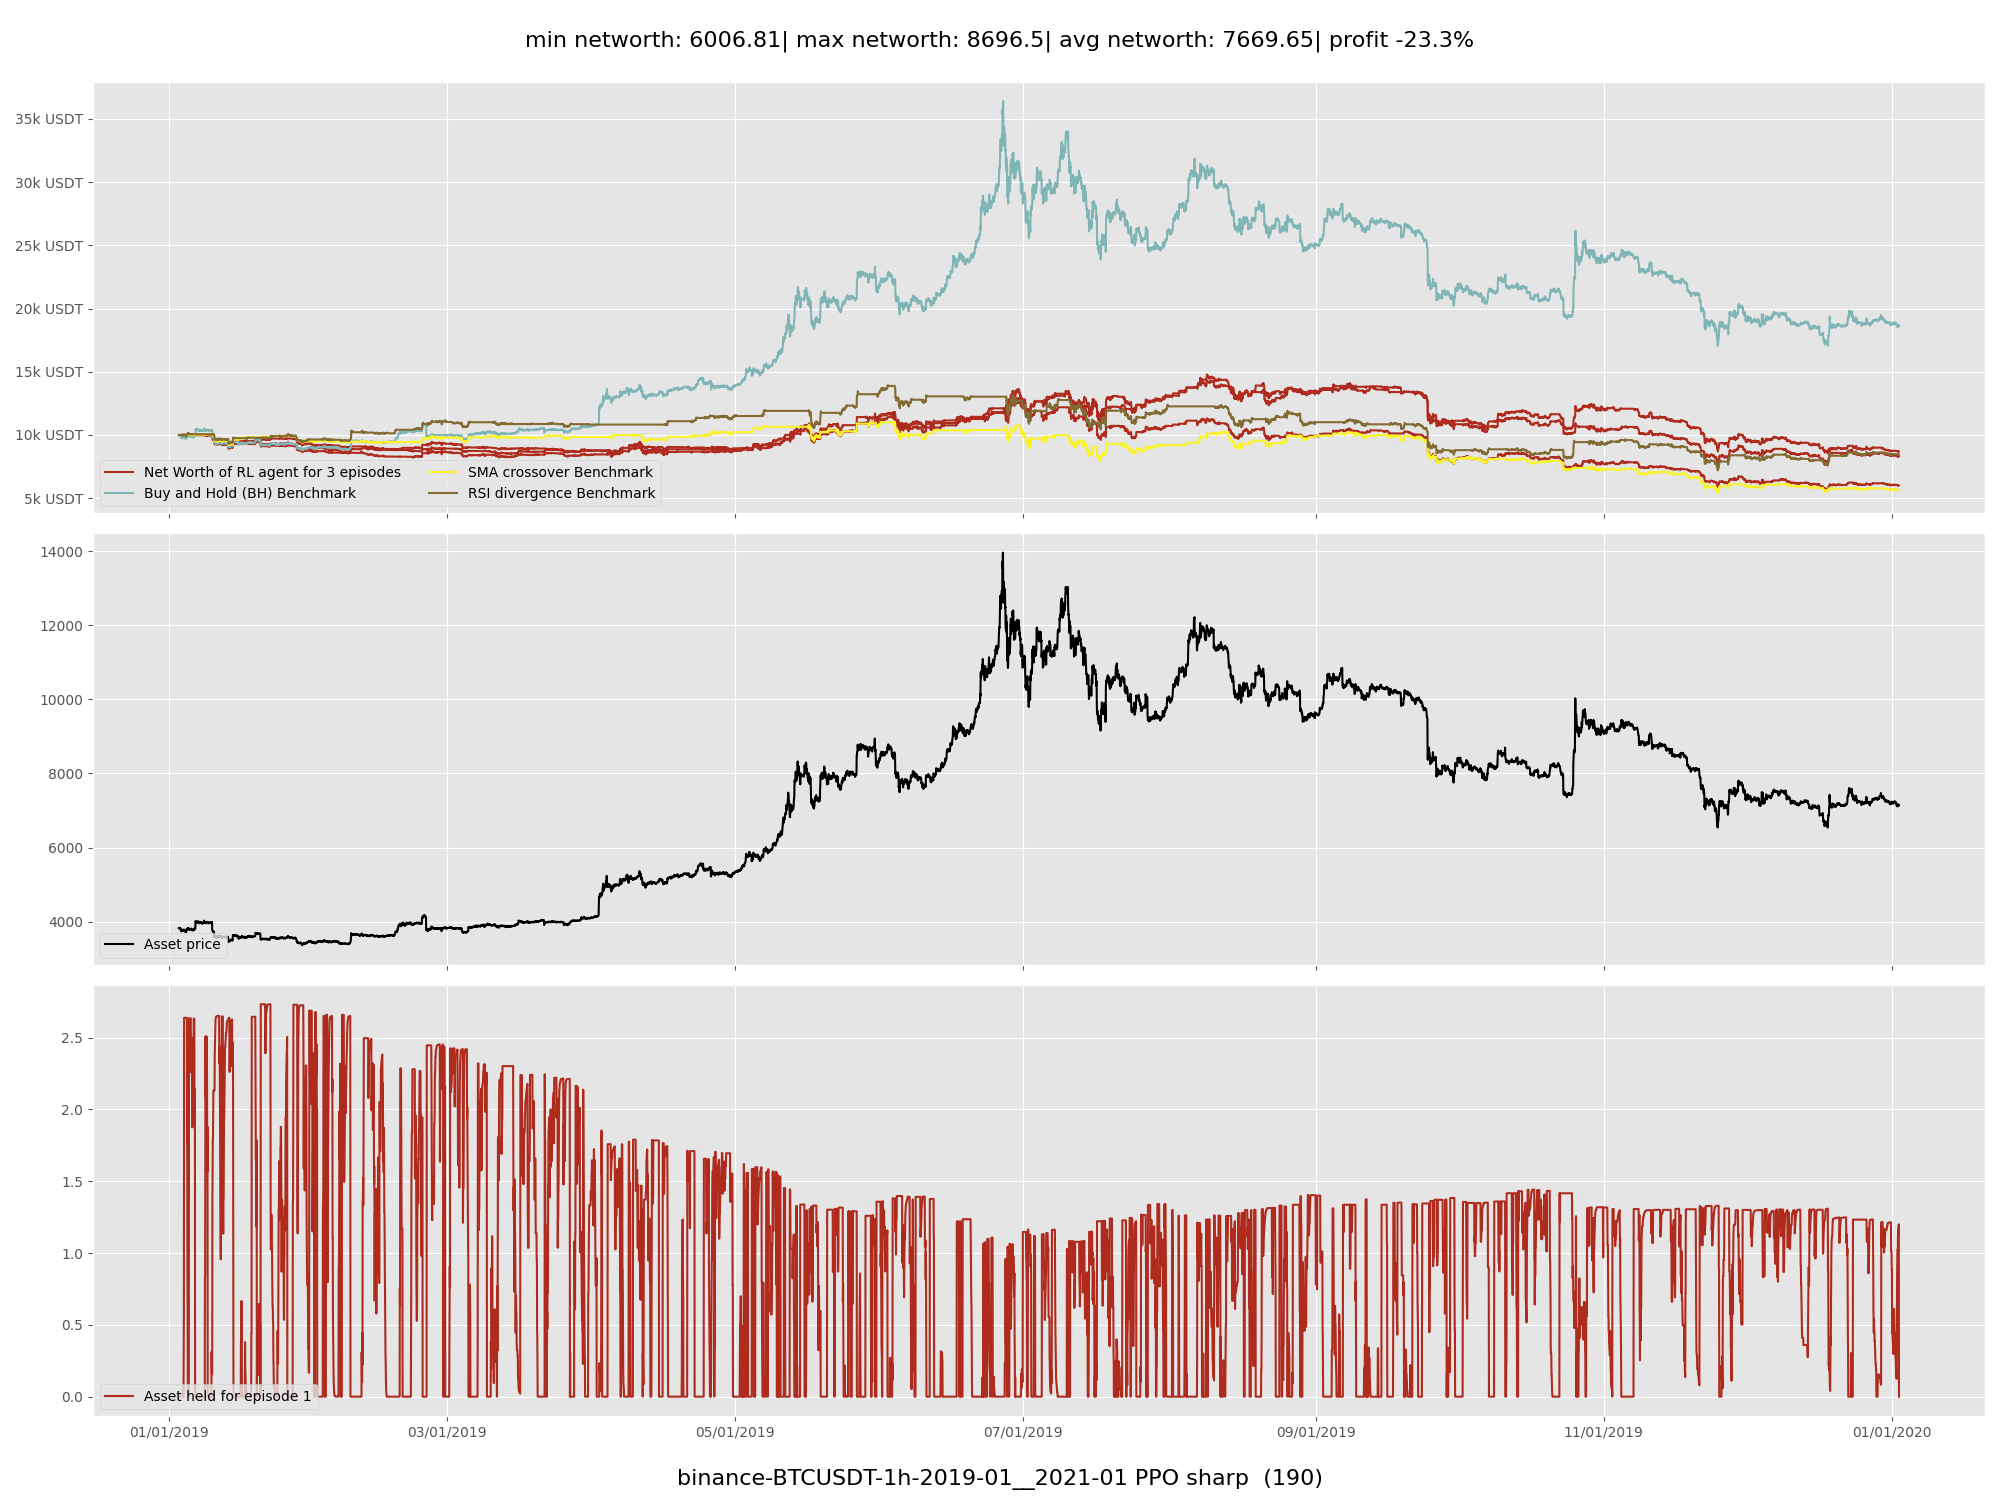 min networth: 6006.81| max networth: 8696.5| avg networth: 7669.65| profit -23.3%
35k USDT
30k USDT
25k USDT
20k USDT
15k USDT
10k USDT
5k USDT
Net Worth of RL agent for 3 episodes
Buy and Hold (BH) Benchmark
SMA crossover Benchmark
RSI divergence Benchmark
14000
12000
10000
8000
6000
4000
Asset price
2.5
2.0
1.5
1.0
0.5
0.0
Asset held for episode 1
01/01/2019 03/01/2019 05/01/2019 07/01/2019 09/01/2019 11/01/2019 01/01/2020
binance-BTCUSDT-1h-2019-01__2021-01 PPO sharp (190)